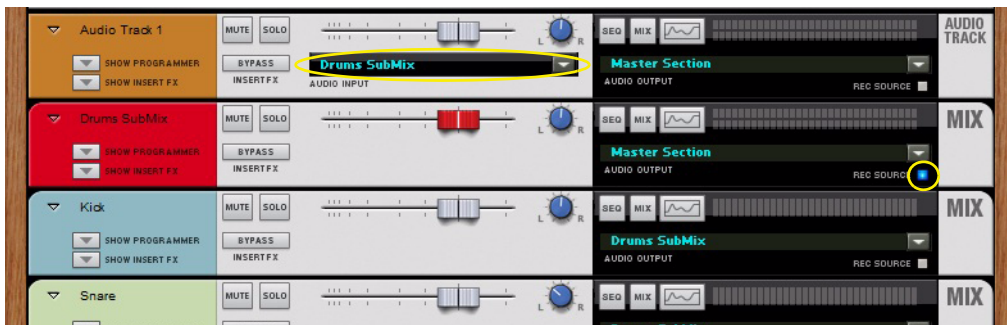 Audio Track 1
MUTE SOLO
L R
SEQ MIX
AUDIO TRACK
SHOW PROGRAMMER
SHOW INSERT FX
BYPASS
INSERT FX
Drums SubMix
AUDIO INPUT
Master Section
AUDIO OUTPUT
REC SOURCE
Drums SubMix
MUTE SOLO
L R
SEQ MIX
MIX
SHOW PROGRAMMER
SHOW INSERT FX
BYPASS
INSERT FX
Master Section
AUDIO OUTPUT
REC SOURCE
Kick
MUTE SOLO
L R
SEQ MIX
MIX
SHOW PROGRAMMER
SHOW INSERT FX
BYPASS
INSERT FX
Drums SubMix
AUDIO OUTPUT
REC SOURCE
Snare
MUTE SOLO
L R
SEQ MIX
MIX